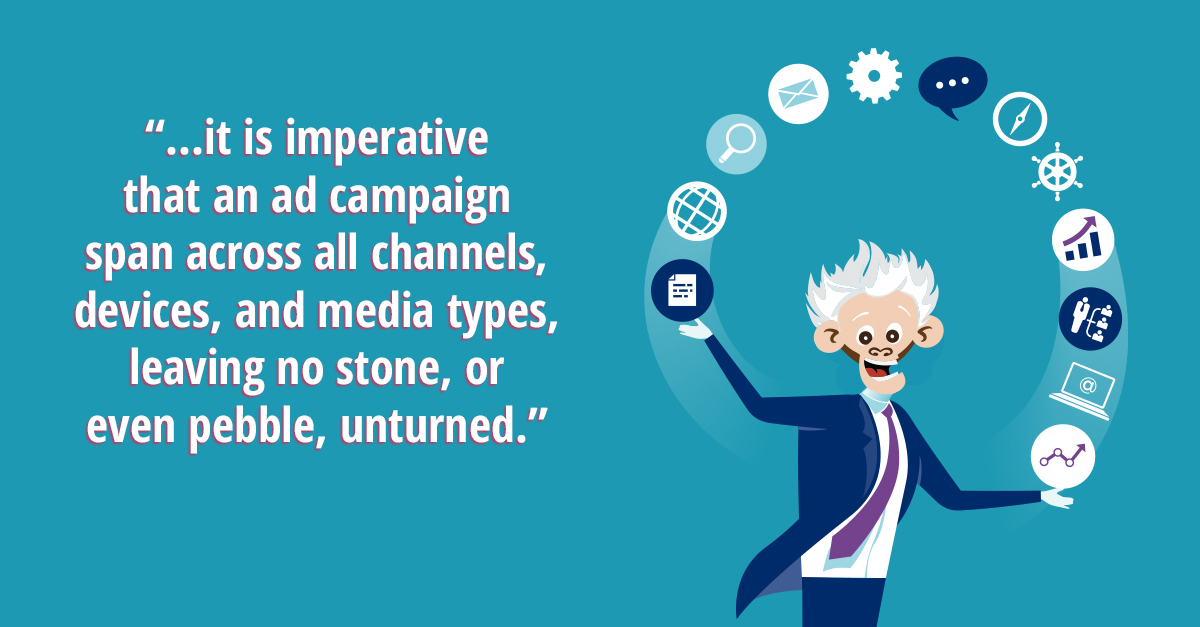 “...it is imperative
that an ad campaign
span across all channels,
devices, and media types,
leaving no stone, or
even pebble, unturned.”
@